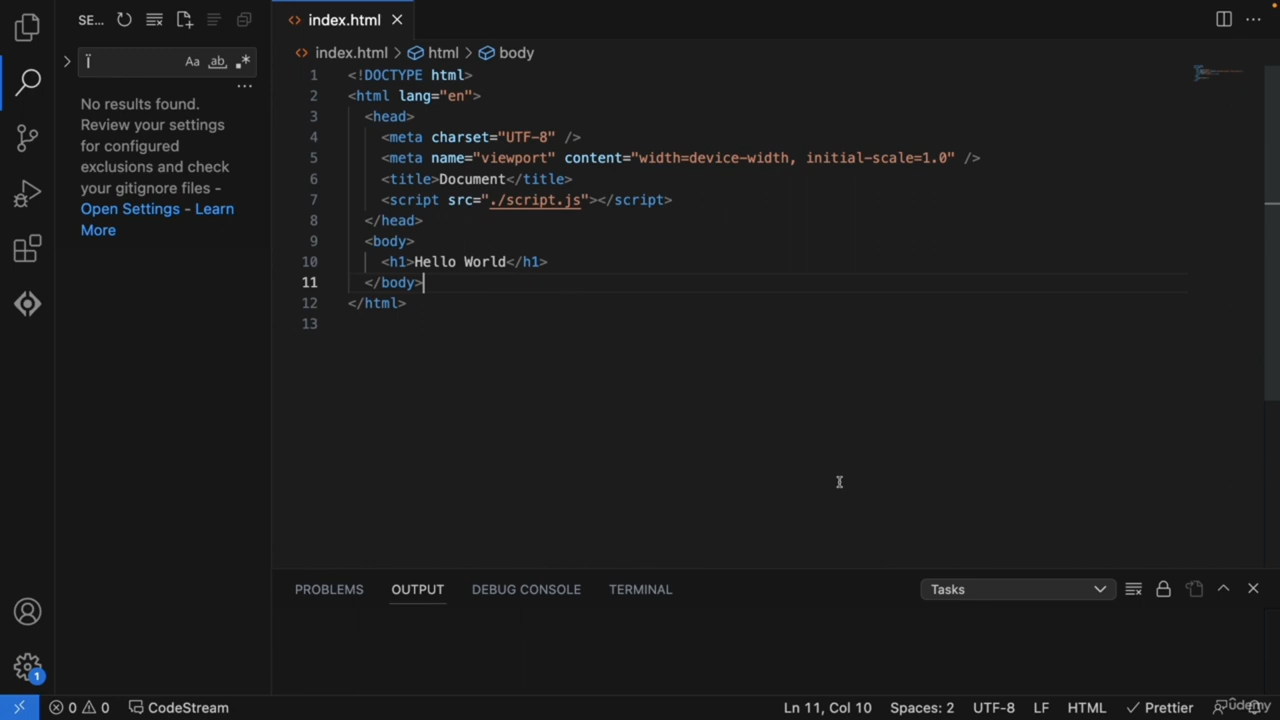 SE...
Ï
Aa ab .*
No results found.
Review your settings
for configured
exclusions and check
your gitignore files -
Open Settings - Learn
More
index.html
index.html > html > body
1 <!DOCTYPE html>
2 <html lang="en">
3 <head>
4 <meta charset="UTF-8" />
5 <meta name="viewport" content="width=device-width, initial-scale=1.0" />
6 <title>Document</title>
7 <script src="./script.js"></script>
8 </head>
9 <body>
10 <h1>Hello World</h1>
11 </body>
12 </html>
13
PROBLEMS OUTPUT DEBUG CONSOLE TERMINAL Tasks
1
0 0 CodeStream Ln 11, Col 10 Spaces: 2 UTF-8 LF HTML Prettier
Udemy